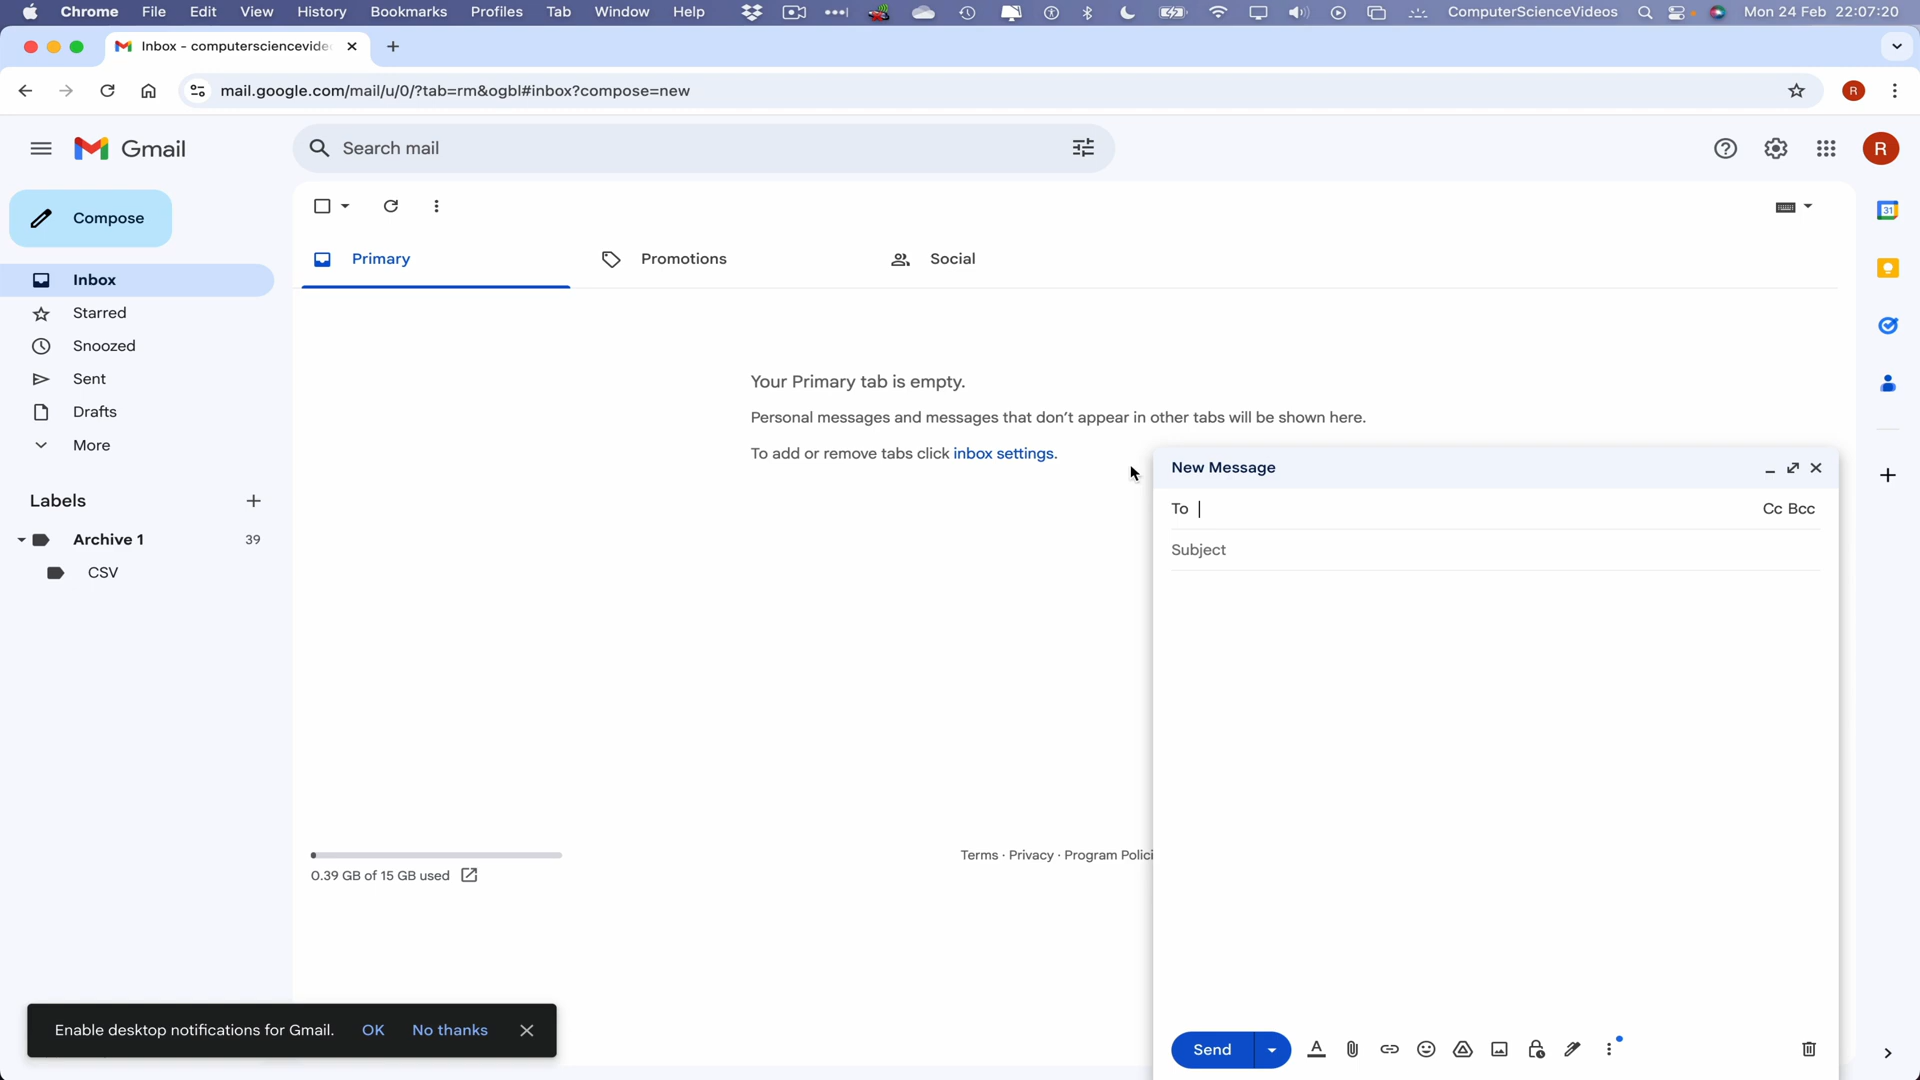 Chrome File Edit View History Bookmarks Profiles Tab Window Help ComputerScienceVideos Mon 24 Feb 22:07:20
Inbox - computersciencevide
mail.google.com/mail/u/0/?tab=rm&ogbl#inbox?compose=new R
Gmail
Search mail
R
Compose
Inbox
Starred
Snoozed
Sent
Drafts
More
Labels
Archive 1 39
CSV
Primary Promotions Social
31
Your Primary tab is empty.
Personal messages and messages that don't appear in other tabs will be shown here.
To add or remove tabs click inbox settings.
0.39 GB of 15 GB used
Terms · Privacy · Program Polici
New Message
To Cc Bcc
Subject
Send
Enable desktop notifications for Gmail. OK No thanks